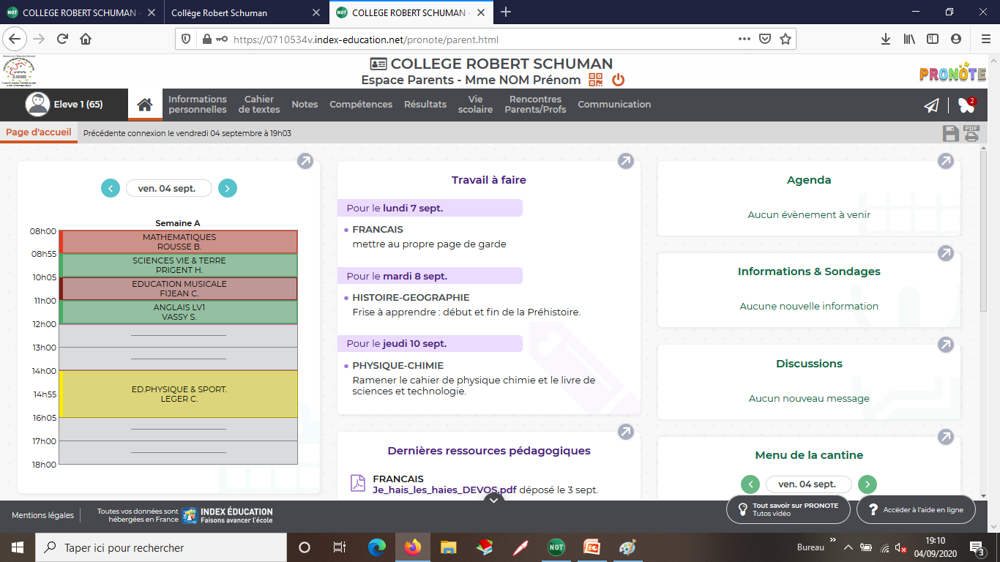 COLLEGE ROBERT SCHUMAN -
Collège Robert Schuman
COLLEGE ROBERT SCHUMAN -
https://0710534v.index-education.net/pronote/parent.html
COLLEGE ROBERT SCHUMAN
Espace Parents - Mme NOM Prénom
PRONOTE
Eleve 1 (65)
Informations personnelles
Cahier de textes
Notes
Compétences
Résultats
Vie scolaire
Rencontres Parents/Profs
Communication
2
Page d'accueil
Précédente connexion le vendredi 04 septembre à 19h03
PDF
ven. 04 sept.
Semaine A
08h00
MATHEMATIQUES
ROUSSE B.
08h55
SCIENCES VIE & TERRE
PRIGENT H.
10h05
EDUCATION MUSICALE
FIJEAN C.
11h00
ANGLAIS LV1
VASSY S.
12h00
13h00
14h00
ED.PHYSIQUE & SPORT.
14h55
LEGER C.
16h05
17h00
18h00
Travail à faire
Pour le lundi 7 sept.
FRANCAIS
mettre au propre page de garde
Pour le mardi 8 sept.
HISTOIRE-GEOGRAPHIE
Frise à apprendre : début et fin de la Préhistoire.
Pour le jeudi 10 sept.
PHYSIQUE-CHIMIE
Ramener le cahier de physique chimie et le livre de
sciences et technologie.
Dernières ressources pédagogiques
FRANCAIS
Je_hais_les_haies_DEVOS.pdf déposé le 3 sept.
Agenda
Aucun évènement à venir
Informations & Sondages
Aucune nouvelle information
Discussions
Aucun nouveau message
Menu de la cantine
ven. 04 sept.
Mentions légales
Toutes vos données sont
hébergées en France
INDEX ÉDUCATION
Faisons avancer l'école
Tout savoir sur PRONOTE
Tutos vidéo
? Accéder à l'aide en ligne
Taper ici pour rechercher
NOT
Bureau
19:10
04/09/2020
3